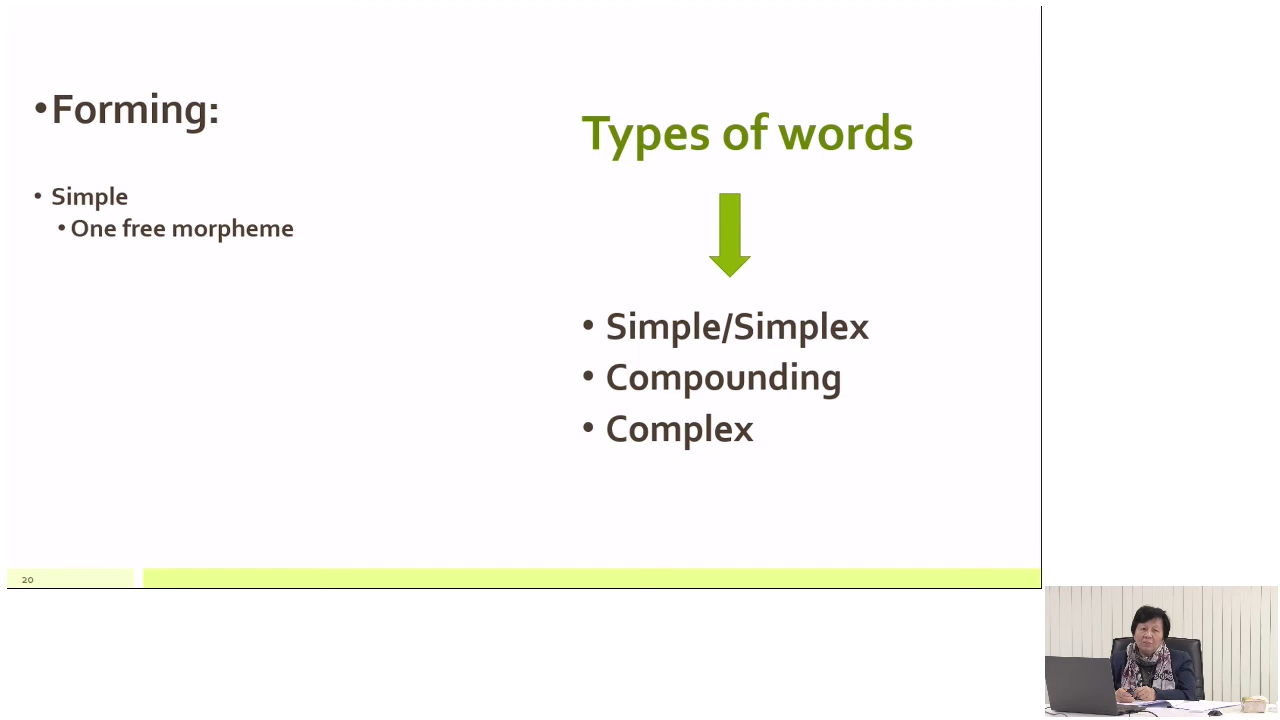 •Forming:
• Simple
• One free morpheme
Types of words
• Simple/Simplex
• Compounding
• Complex
20